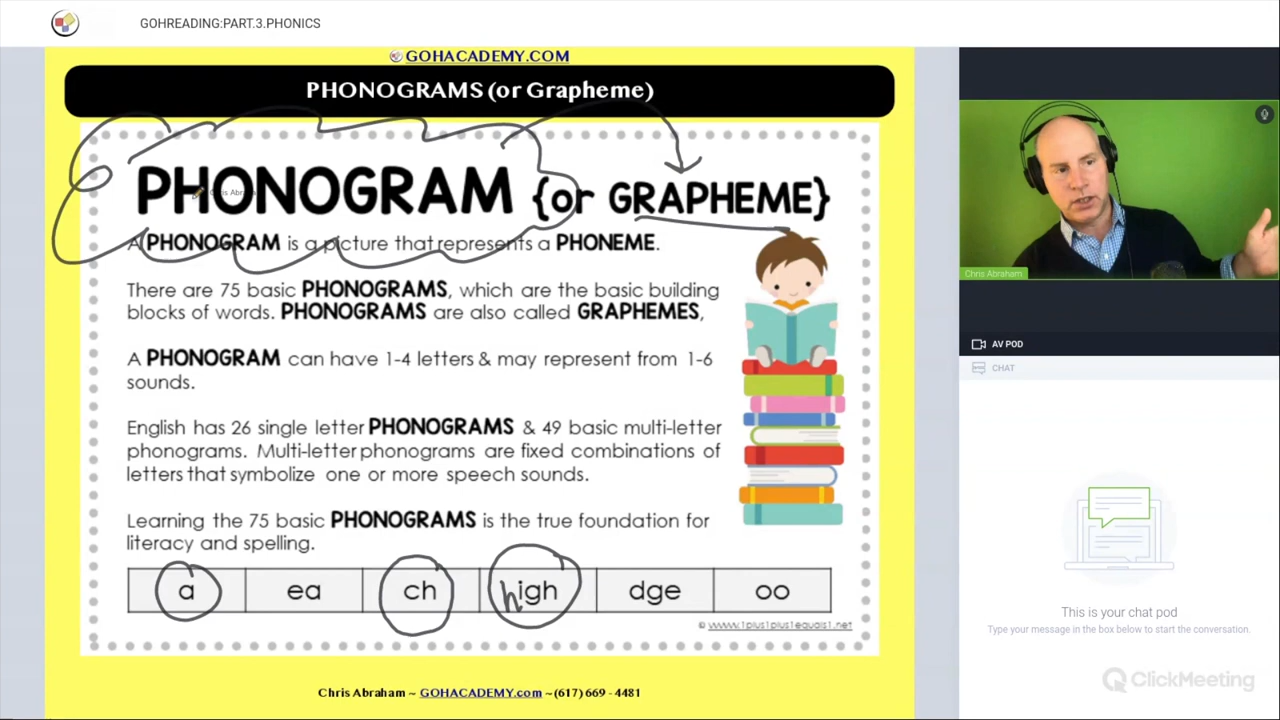 GOHREADING:PART.3.PHONICS
GOHACADEMY.COM
PHONOGRAMS (or Grapheme)
PHONOGRAM {or GRAPHEME}
Chris Abraham
A PHONOGRAM is a picture that represents a PHONEME.
There are 75 basic PHONOGRAMS, which are the basic building
blocks of words. PHONOGRAMS are also called GRAPHEMES,
A PHONOGRAM can have 1-4 letters & may represent from 1-6
sounds.
English has 26 single letter PHONOGRAMS & 49 basic multi-letter
phonograms. Multi-letter phonograms are fixed combinations of
letters that symbolize one or more speech sounds.
Learning the 75 basic PHONOGRAMS is the true foundation for
literacy and spelling.
a ea ch high dge oo
© www.1plus1plus1equals1.net
Chris Abraham ~ GOHACADEMY.com ~ (617) 669 - 4481
Chris Abraham
AV POD
CHAT
This is your chat pod
Type your message in the box below to start the conversation.
ClickMeeting